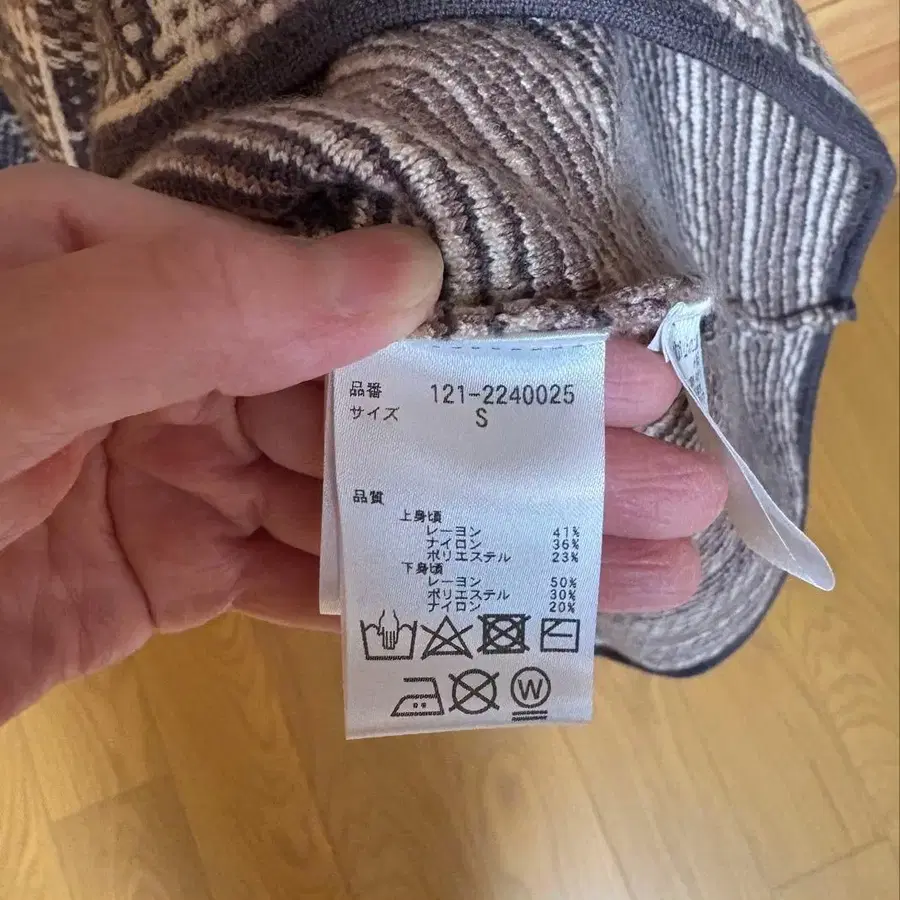 品番 121-2240025
サイズ S
品質
上身頃
レーヨン 41%
ナイロン 36%
ポリエステル 23%
下身頃
レーヨン 50%
ポリエステル 30%
ナイロン 20%
W